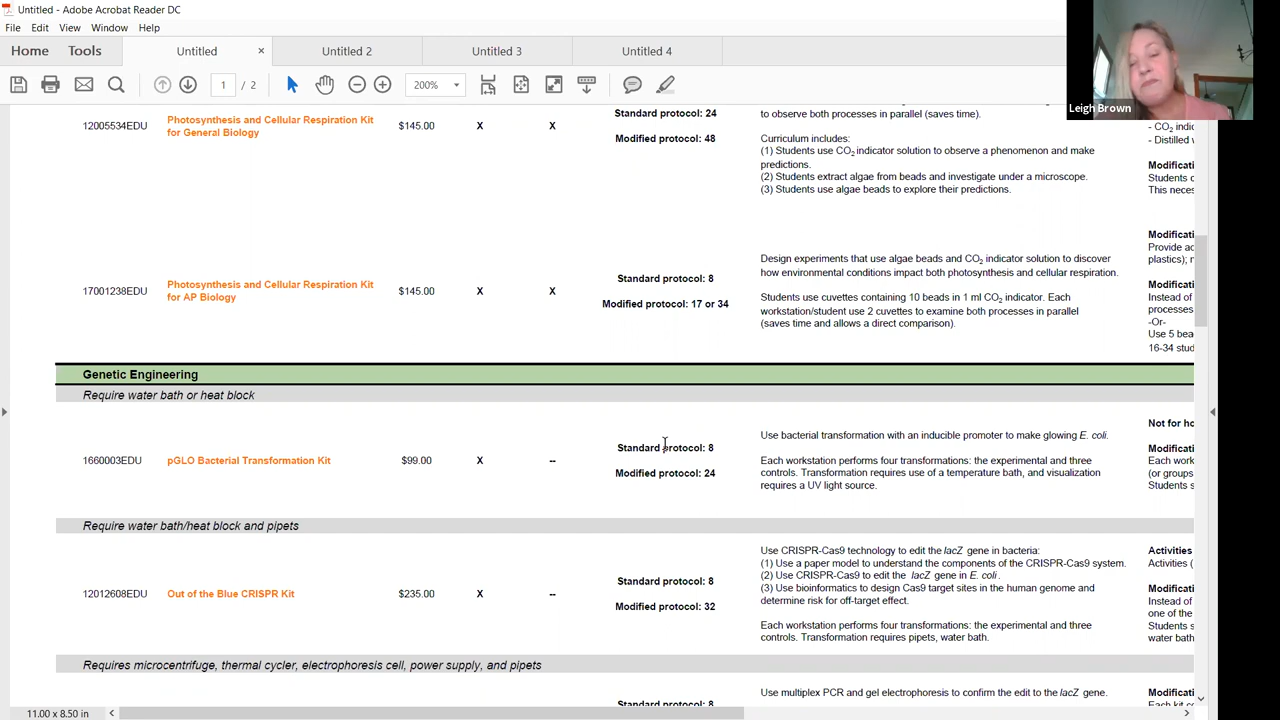 Untitled - Adobe Acrobat Reader DC
File Edit View Window Help
Home Tools Untitled × Untitled 2 Untitled 3 Untitled 4
1 / 2 200%
Leigh Brown
12005534EDU
Photosynthesis and Cellular Respiration Kit
for General Biology
$145.00 X X
Standard protocol: 24
Modified protocol: 48
to observe both processes in parallel (saves time).
Curriculum includes:
(1) Students use CO2 indicator solution to observe a phenomenon and make
predictions.
(2) Students extract algae from beads and investigate under a microscope.
(3) Students use algae beads to explore their predictions.
- CO2 indic
- Distilled w
Modificati
Students c
This neces
17001238EDU
Photosynthesis and Cellular Respiration Kit
for AP Biology
$145.00 X X
Standard protocol: 8
Modified protocol: 17 or 34
Design experiments that use algae beads and CO2 indicator solution to discover
how environmental conditions impact both photosynthesis and cellular respiration.
Students use cuvettes containing 10 beads in 1 ml CO2 indicator. Each
workstation/student use 2 cuvettes to examine both processes in parallel
(saves time and allows a direct comparison).
Modificati
Provide ad
plastics); n
Modificati
Instead of
processes
-Or-
Use 5 bea
16-34 stud
Genetic Engineering
Require water bath or heat block
1660003EDU
pGLO Bacterial Transformation Kit
$99.00 X --
Standard protocol: 8
Modified protocol: 24
Use bacterial transformation with an inducible promoter to make glowing E. coli.
Each workstation performs four transformations: the experimental and three
controls. Transformation requires use of a temperature bath, and visualization
requires a UV light source.
Not for ho
Modificati
Each work
(or groups
Students s
Require water bath/heat block and pipets
12012608EDU
Out of the Blue CRISPR Kit
$235.00 X --
Standard protocol: 8
Modified protocol: 32
Use CRISPR-Cas9 technology to edit the lacZ gene in bacteria:
(1) Use a paper model to understand the components of the CRISPR-Cas9 system.
(2) Use CRISPR-Cas9 to edit the lacZ gene in E. coli.
(3) Use bioinformatics to design Cas9 target sites in the human genome and
determine risk for off-target effect.
Each workstation performs four transformations: the experimental and three
controls. Transformation requires pipets, water bath.
Activities
Activities (
Modificati
Instead of
one of the
Students s
water bath
Requires microcentrifuge, thermal cycler, electrophoresis cell, power supply, and pipets
Standard protocol: 8
Use multiplex PCR and gel electrophoresis to confirm the edit to the lacZ gene.
Modificati
Each kit c
11.00 x 8.50 in